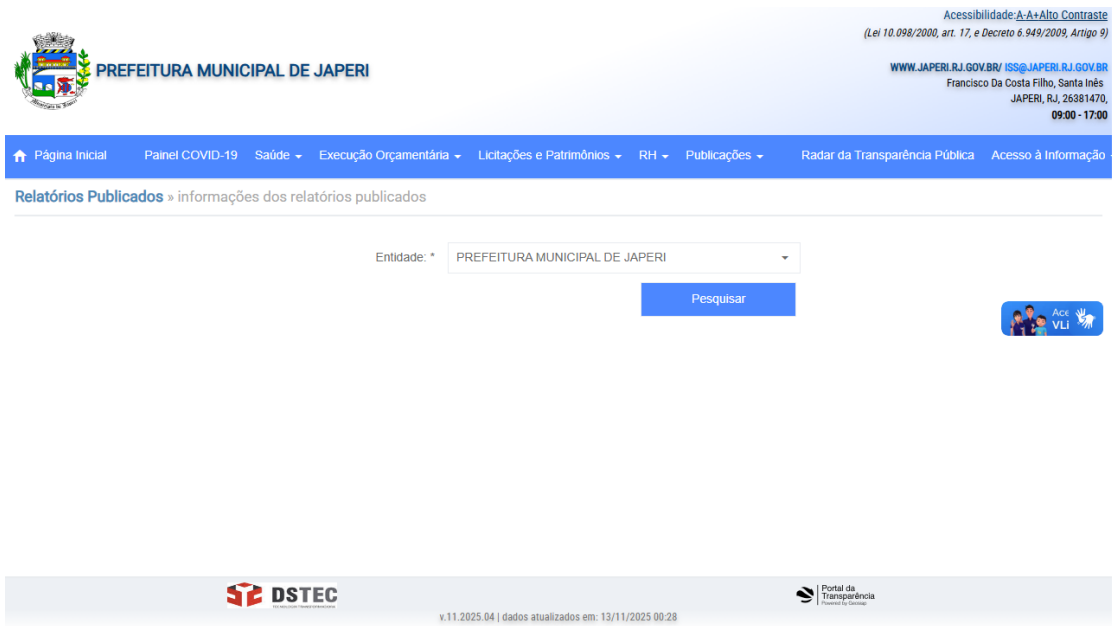 Acessibilidade:A-A+Alto Contraste
(Lei 10.098/2000, art. 17, e Decreto 6.949/2009, Artigo 9)
PREFEITURA MUNICIPAL DE JAPERI
WWW.JAPERI.RJ.GOV.BR/ ISS@JAPERI.RJ.GOV.BR
Francisco Da Costa Filho, Santa Inês
JAPERI, RJ, 26381470,
09:00 - 17:00
Página Inicial Painel COVID-19 Saúde Execução Orçamentária Licitações e Patrimônios RH Publicações Radar da Transparência Pública Acesso à Informação
Relatórios Publicados » informações dos relatórios publicados
Entidade: * PREFEITURA MUNICIPAL DE JAPERI
Pesquisar
Ace
VLi
DSTEC
Portal da
Transparência
v.11.2025.04 | dados atualizados em: 13/11/2025 00:28